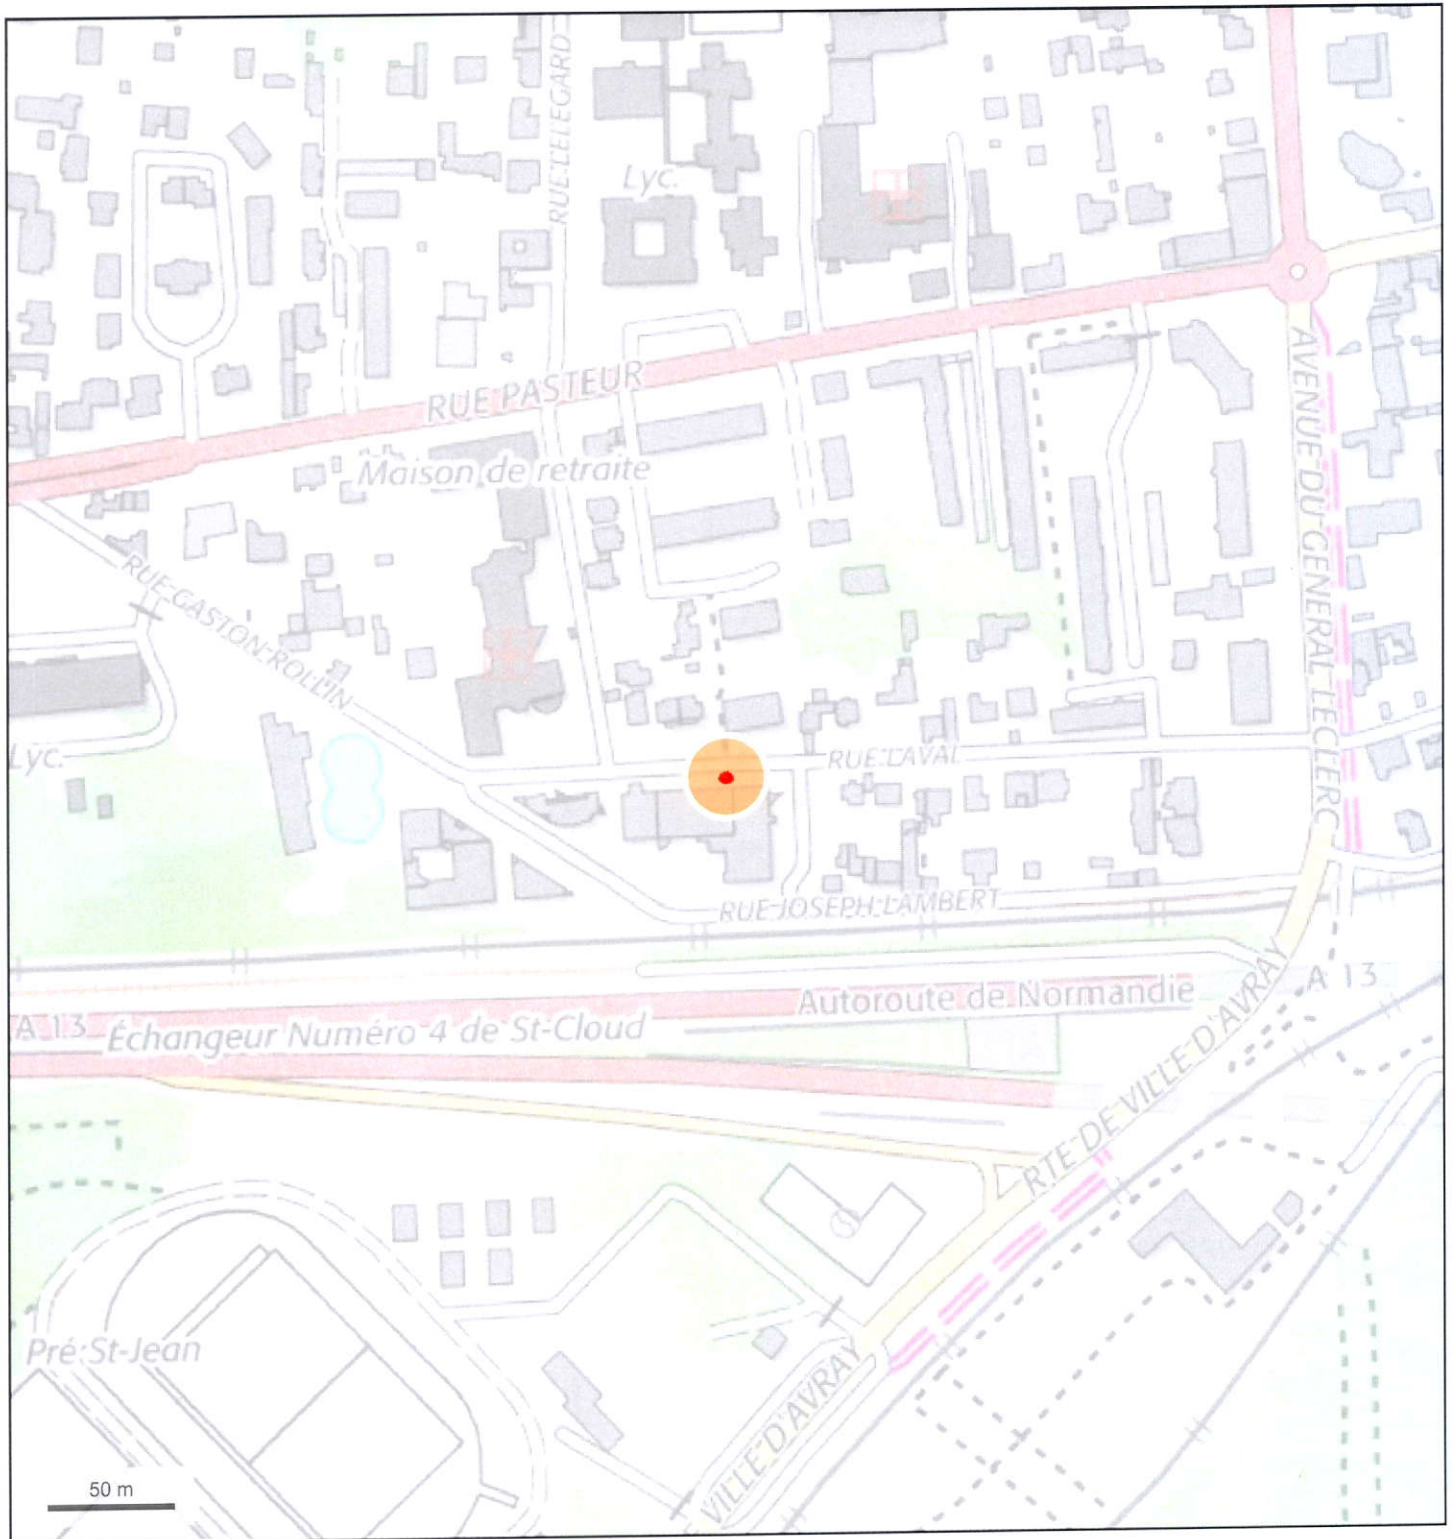 RUE LELEGARD
Lyc.
RUE PASTEUR
Maison de retraite
AVENUE DU GENERAL LECLERC
RUE GASTON ROLLIN
Lyc.
RUE LAVAL
RUE JOSEPH LAMBERT
A 13
Autoroute de Normandie
A 13
Échangeur Numéro 4 de St-Cloud
RTE DE VILLE D'AVRAY
Pré St-Jean
VILLE D'AVRAY
50 m